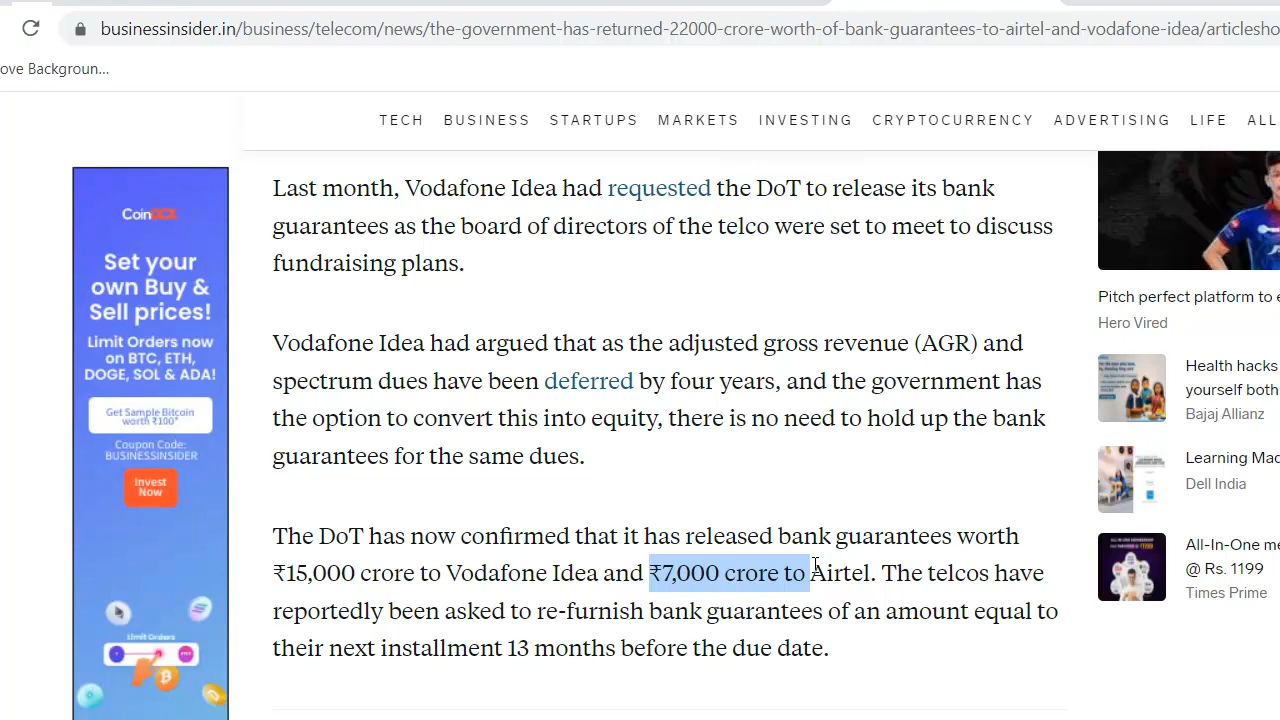 businessinsider.in/business/telecom/news/the-government-has-returned-22000-crore-worth-of-bank-guarantees-to-airtel-and-vodafone-idea/articlesho
ove Backgroun...
TECH BUSINESS STARTUPS MARKETS INVESTING CRYPTOCURRENCY ADVERTISING LIFE ALL
CoinDCX
Set your
own Buy &
Sell prices!
Limit Orders now
on BTC, ETH,
DOGE, SOL & ADA!
Get Sample Bitcoin
worth ₹100*
Coupon Code:
BUSINESSINSIDER
Invest
Now
Limit Orders
Last month, Vodafone Idea had requested the DoT to release its bank
guarantees as the board of directors of the telco were set to meet to discuss
fundraising plans.
Vodafone Idea had argued that as the adjusted gross revenue (AGR) and
spectrum dues have been deferred by four years, and the government has
the option to convert this into equity, there is no need to hold up the bank
guarantees for the same dues.
The DoT has now confirmed that it has released bank guarantees worth
₹15,000 crore to Vodafone Idea and ₹7,000 crore to Airtel. The telcos have
reportedly been asked to re-furnish bank guarantees of an amount equal to
their next installment 13 months before the due date.
Pitch perfect platform to e
Hero Vired
Health hacks
yourself both
Bajaj Allianz
Learning Mad
Dell India
All-In-One me
@ Rs. 1199
Times Prime